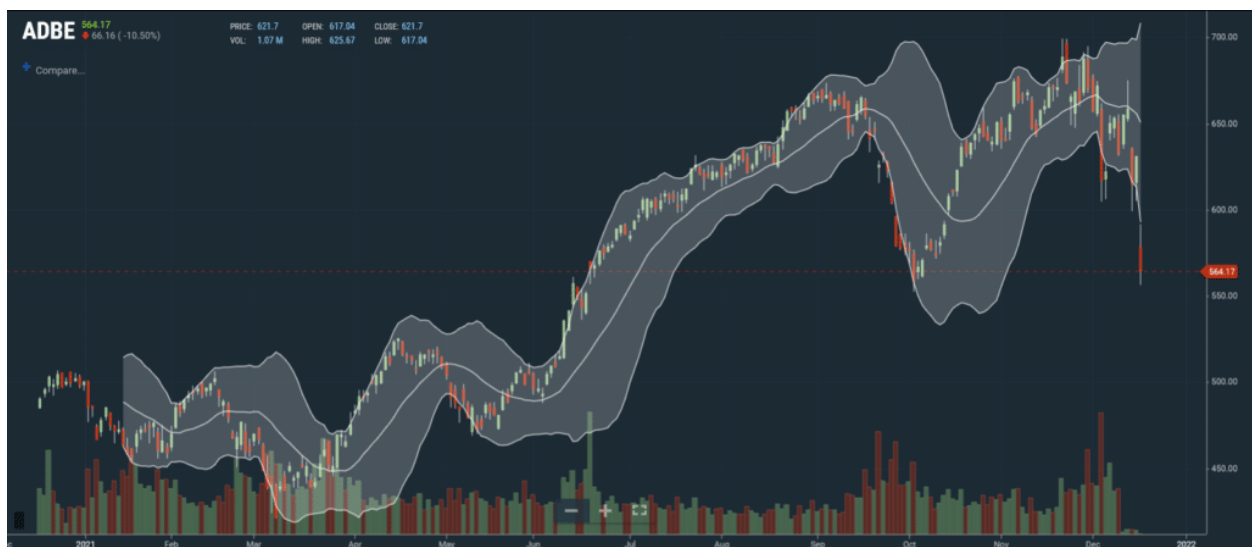 ADBE 564.17
66.16 ( -10.50%)
PRICE: 621.7 OPEN: 617.04 CLOSE: 621.7
VOL: 1.07 M HIGH: 625.67 LOW: 617.04
Compare...
700.00
650.00
600.00
564.17
550.00
500.00
450.00
2021 Feb Mar Apr May Jun Jul Aug Sep Oct Nov Dec 2022